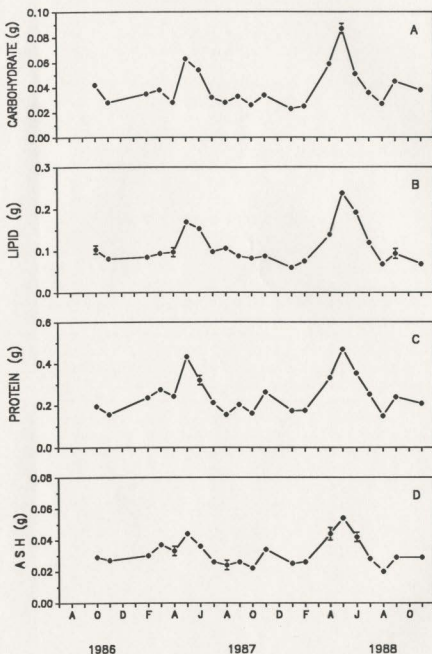 0.10
0.08
0.06
0.04
0.02
0.00
CARBOHYDRATE (g)
A
0.3
0.2
0.1
0.0
LIPID (g)
B
0.6
0.4
0.2
0.0
PROTEIN (g)
C
0.08
0.06
0.04
0.02
0.00
ASH (g)
D
A O D F A J A O D F A J A O
1986 1987 1988